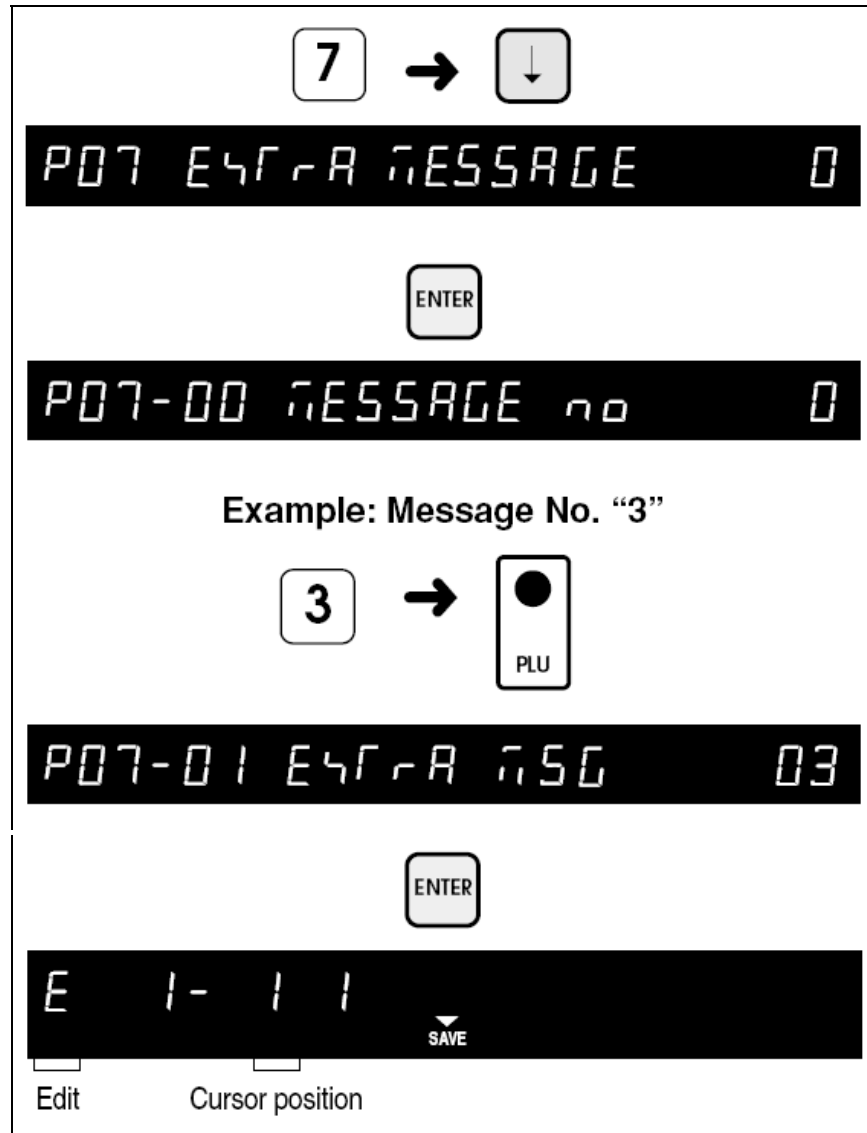 7 → ↓
P07 EXTRA MESSAGE 0
ENTER
P07-00 MESSAGE no 0
Example: Message No. “3”
3 → PLU
P07-01 EXTRA MSG 03
ENTER
E 1- 1 1
SAVE
Edit Cursor position